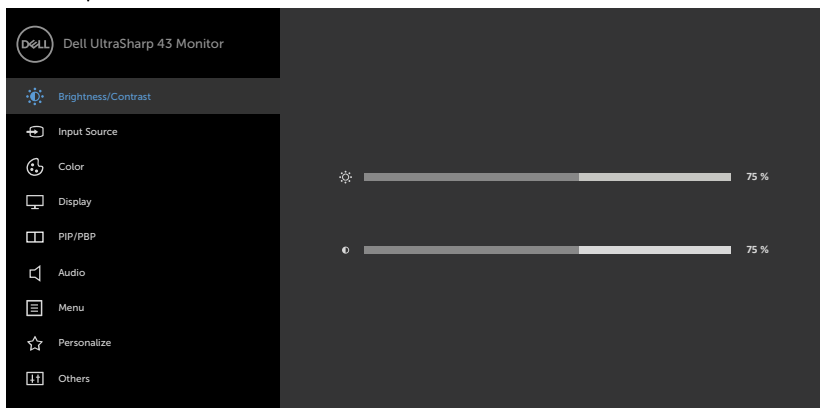 DELL Dell UltraSharp 43 Monitor
Brightness/Contrast
Input Source
Color
75 %
Display
PIP/PBP
75 %
Audio
Menu
Personalize
Others